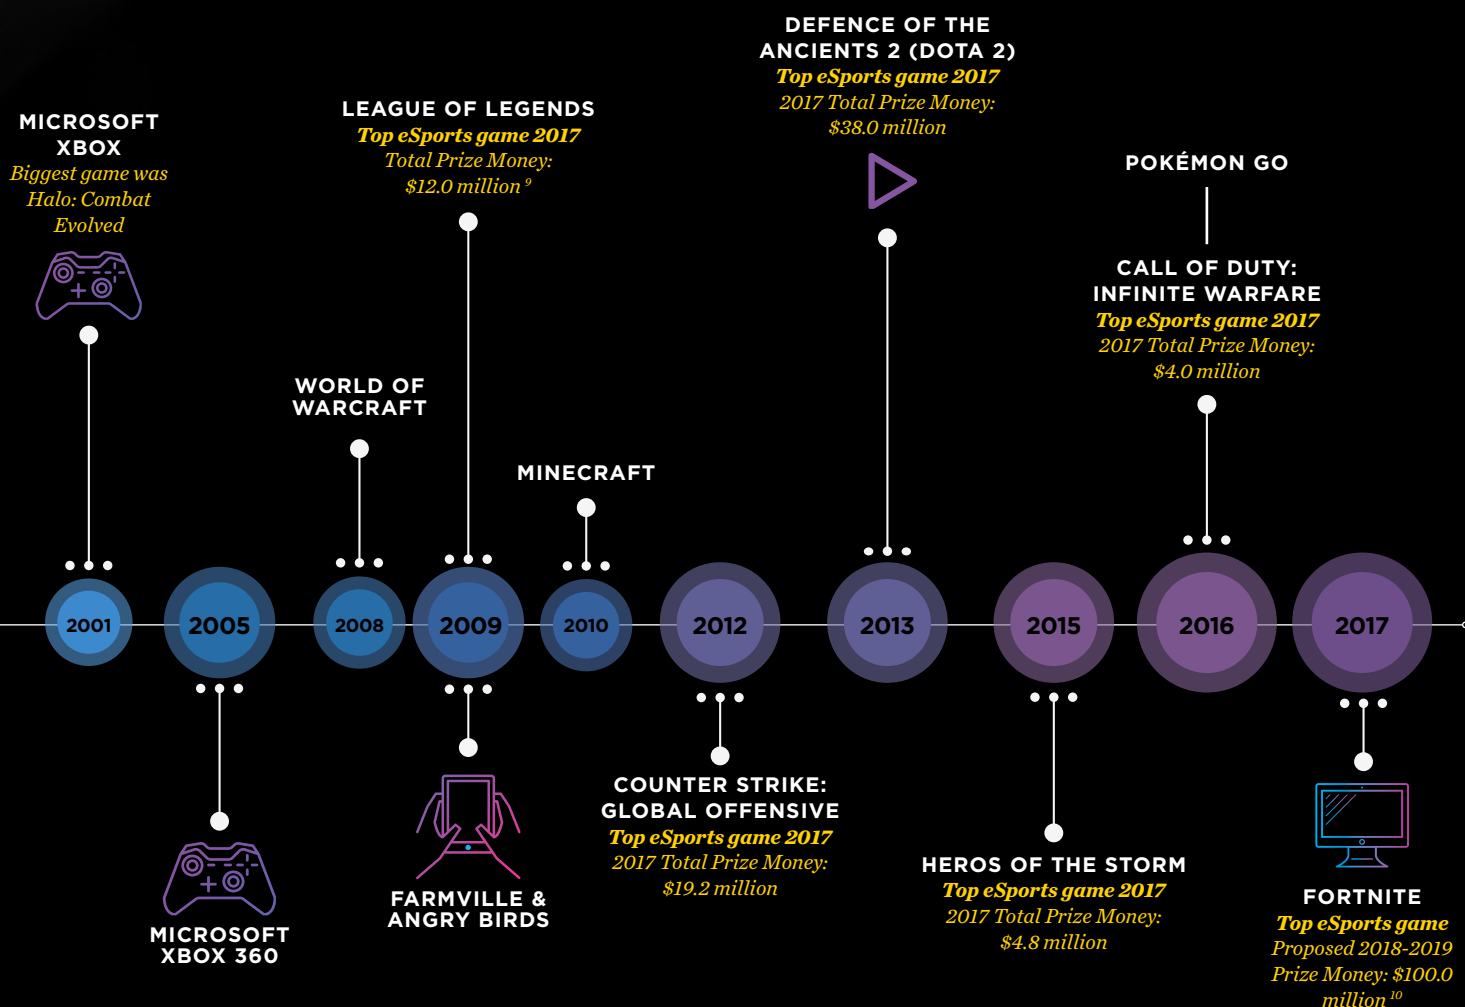 DEFENCE OF THE
ANCIENTS 2 (DOTA 2)
Top eSports game 2017
2017 Total Prize Money:
$38.0 million
MICROSOFT
XBOX
Biggest game was
Halo: Combat
Evolved
LEAGUE OF LEGENDS
Top eSports game 2017
Total Prize Money:
$12.0 million 9
POKÉMON GO
CALL OF DUTY:
INFINITE WARFARE
Top eSports game 2017
2017 Total Prize Money:
$4.0 million
WORLD OF
WARCRAFT
MINECRAFT
2001
2005
2008
2009
2010
2012
2013
2015
2016
2017
MICROSOFT
XBOX 360
FARMVILLE &
ANGRY BIRDS
COUNTER STRIKE:
GLOBAL OFFENSIVE
Top eSports game 2017
2017 Total Prize Money:
$19.2 million
HEROS OF THE STORM
Top eSports game 2017
2017 Total Prize Money:
$4.8 million
FORTNITE
Top eSports game
Proposed 2018-2019
Prize Money: $100.0
million 10